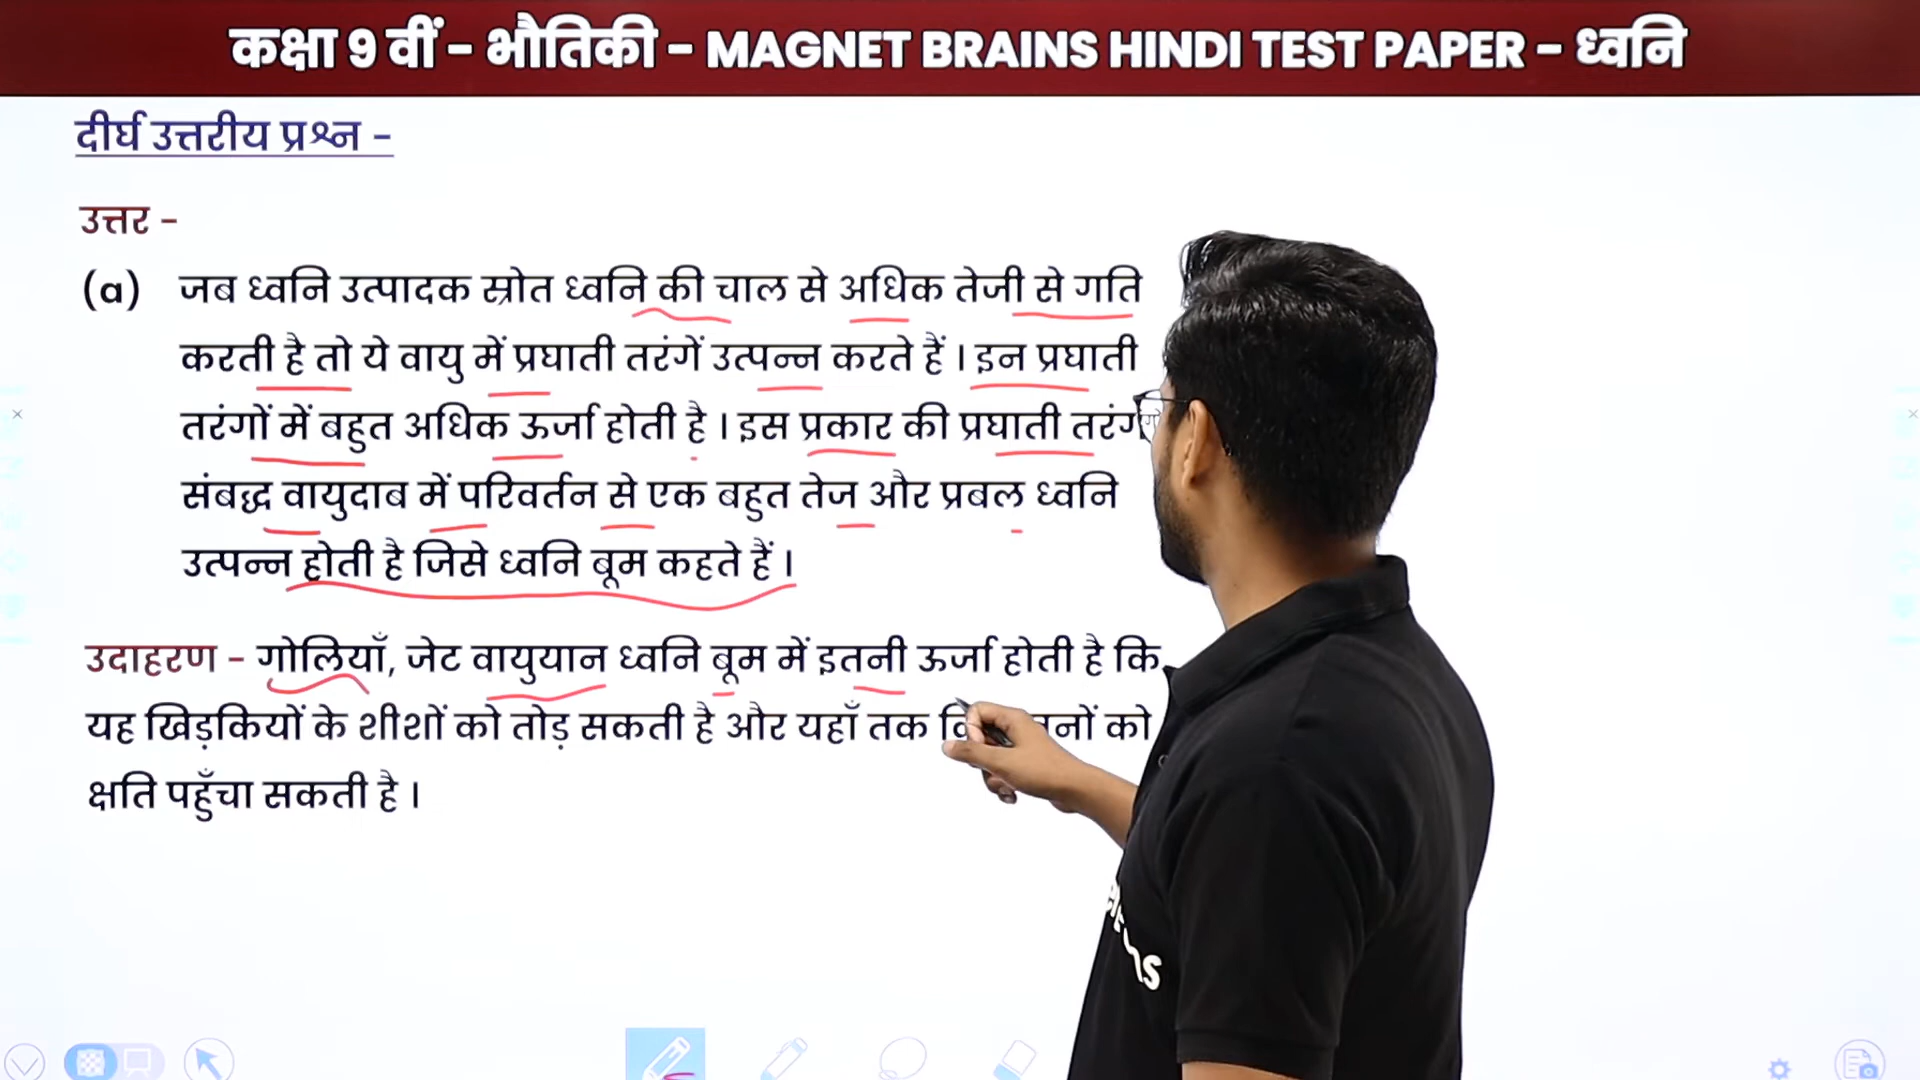 कक्षा 9 वीं - भौतिकी - MAGNET BRAINS HINDI TEST PAPER - ध्वनि
दीर्घ उत्तरीय प्रश्न -
उत्तर -
(a) जब ध्वनि उत्पादक स्रोत ध्वनि की चाल से अधिक तेजी से गति
करती है तो ये वायु में प्रघाती तरंगें उत्पन्न करते हैं । इन प्रघाती
तरंगों में बहुत अधिक ऊर्जा होती है । इस प्रकार की प्रघाती
संबद्ध वायुदाब में परिवर्तन से एक बहुत तेज और प्रबल ध्वनि
उत्पन्न होती है जिसे ध्वनि बूम कहते हैं ।
उदाहरण - गोलियाँ, जेट वायुयान ध्वनि बूम में इतनी ऊर्जा होती है कि
यह खिड़कियों के शीशों को तोड़ सकती है और यहाँ तक को
क्षति पहुँचा सकती है ।